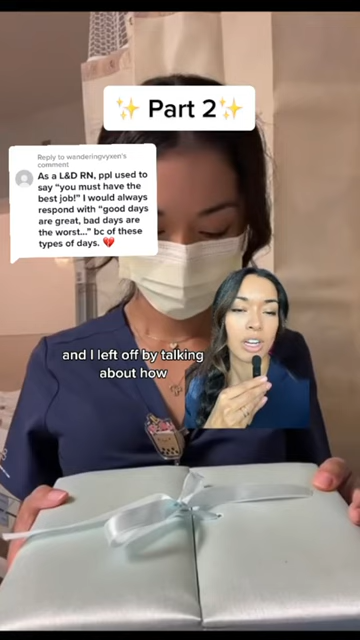 ✨ Part 2✨
Reply to wanderingvyxen's
comment
As a L&D RN, ppl used to
say “you must have the
best job!” I would always
respond with “good days
are great, bad days are
the worst...” bc of these
types of days. 💔
and I left off by talking
about how